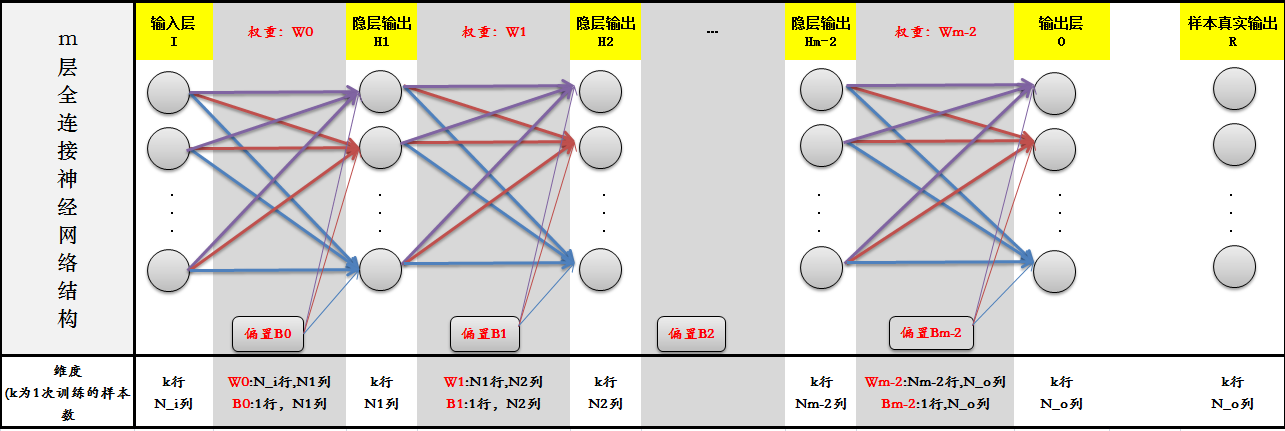 m层全连接神经网络结构
输入层
I
权重：W0
隐层输出
H1
权重：W1
隐层输出
H2
...
隐层输出
Hm-2
权重：Wm-2
输出层
O
样本真实输出
R
偏置B0
偏置B1
偏置B2
偏置Bm-2
维度
(k为1次训练的样本
数
k行
N_i列
W0:N_i行,N1列
B0:1行，N1列
k行
N1列
W1:N1行,N2列
B1:1行，N2列
k行
N2列
k行
Nm-2列
Wm-2:Nm-2行,N_o列
Bm-2:1行,N_o列
k行
N_o列
k行
N_o列